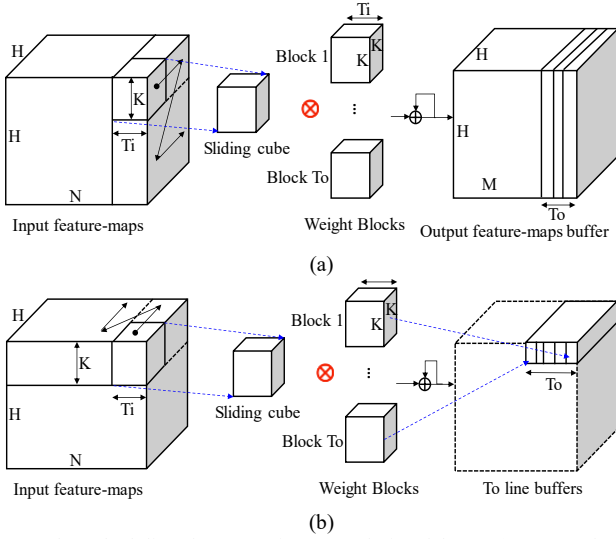 H
H
K
Ti
N
Input feature-maps
Sliding cube
Ti
Block 1
K
K
...
Block To
Weight Blocks
H
H
M
To
Output feature-maps buffer
(a)
H
K
H
Ti
N
Input feature-maps
Sliding cube
Block 1
K
K
...
Block To
Weight Blocks
To
To line buffers
(b)